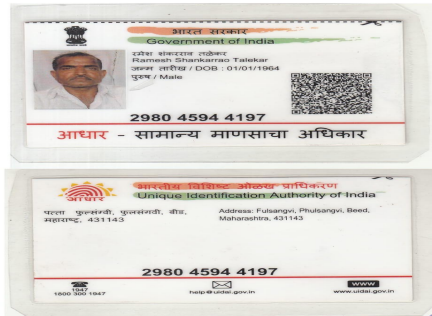 भारत सरकार
Government of India
रमेश शंकरराव तळेकर
Ramesh Shankarrao Talekar
जन्म तारीख / DOB : 01/01/1964
पुरुष / Male
2980 4594 4197
आधार - सामान्य माणसाचा अधिकार
भारतीय विशिष्ट ओळख प्राधिकरण
Unique Identification Authority of India
आधार
पत्ता फुल्संग्वी, फुलसंगवी, बीड, महाराष्ट्र, 431143
Address: Fulsangvi, Phulsangvi, Beed, Maharashtra, 431143
2980 4594 4197
1947
1800 300 1947
help@uidai.gov.in
www
www.uidai.gov.in